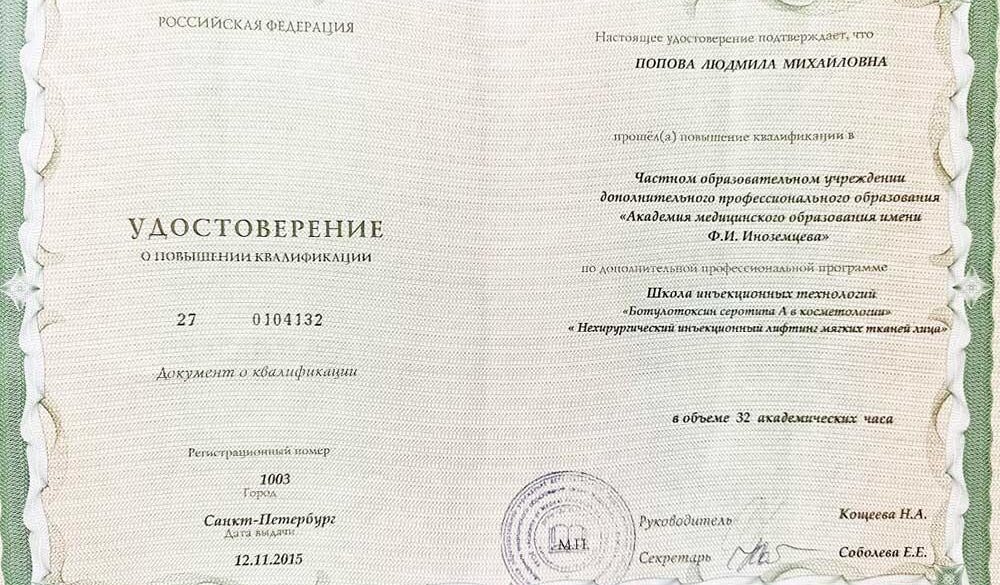 РОССИЙСКАЯ ФЕДЕРАЦИЯ
УДОСТОВЕРЕНИЕ
О ПОВЫШЕНИИ КВАЛИФИКАЦИИ
27 0104132
Документ о квалификации
Регистрационный номер
1003
Город
Санкт-Петербург
Дата выдачи
12.11.2015
Настоящее удостоверение подтверждает, что
ПОПОВА ЛЮДМИЛА МИХАЙЛОВНА
прошёл(а) повышение квалификации в
Частном образовательном учреждении
дополнительного профессионального образования
«Академия медицинского образования имени
Ф.И. Иноземцева»
по дополнительной профессиональной программе
Школа инъекционных технологий
«Ботулотоксин серотипа А в косметологии»
« Нехирургический инъекционный лифтинг мягких тканей лица»
в объеме 32 академических часа
М.П.
Руководитель Кощеева Н.А.
Секретарь Соболева Е.Е.